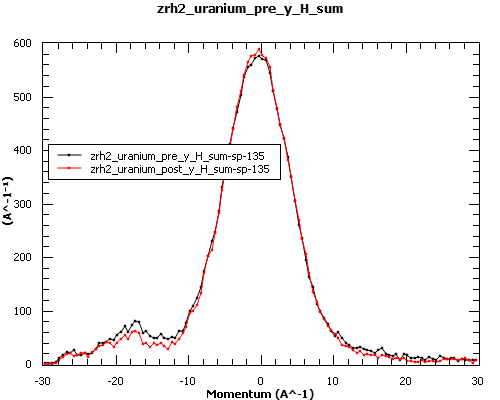 zrh2_uranium_pre_y_H_sum
600
500
400
300
200
100
0
(A^-1⁻¹)
zrh2_uranium_pre_y_H_sum-sp-135
zrh2_uranium_post_y_H_sum-sp-135
-30
-20
-10
0
10
20
30
Momentum (A^-1)